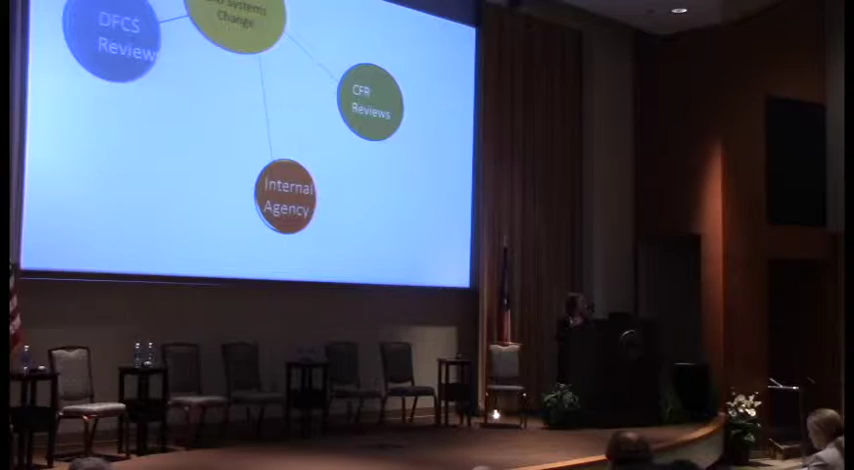 DFCS
Review
Systems
Change
CFR
Reviews
Internal
Agency